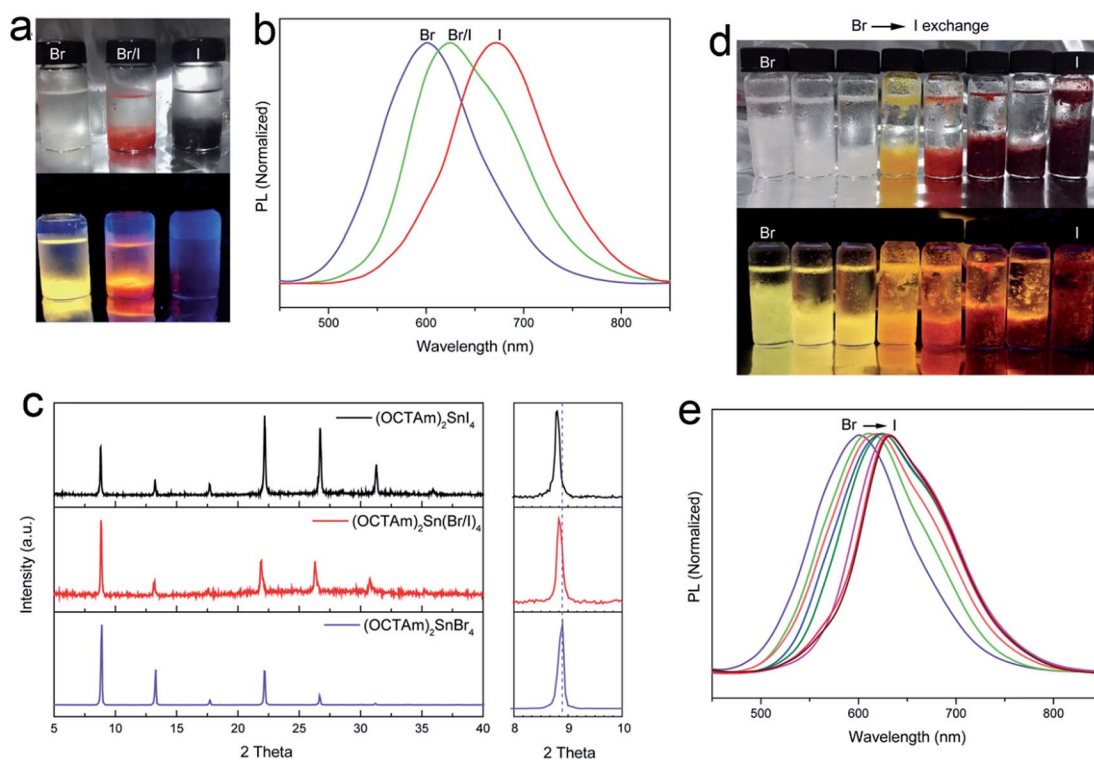 a
Br
Br/I
I
b
Br
Br/I
I
PL (Normalized)
500
600
700
800
Wavelength (nm)
c
(OCTAm)₂SnI₄
(OCTAm)₂Sn(Br/I)₄
(OCTAm)₂SnBr₄
Intensity (a.u.)
5
10
15
20
25
30
35
40
2 Theta
8
9
10
2 Theta
d
Br → I exchange
Br
I
Br
I
e
Br → I
PL (Normalized)
500
600
700
800
Wavelength (nm)